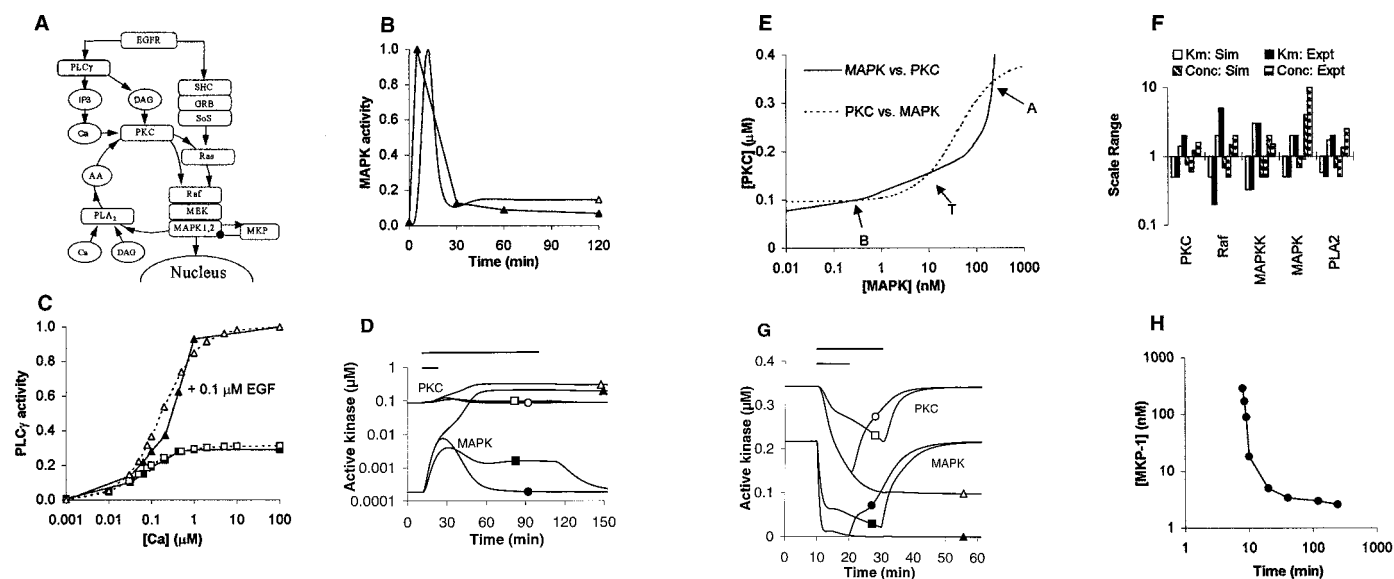 A
EGFR
PLCγ
IP3
DAG
Ca
PKC
SHC
GRB
SoS
Ras
AA
Raf
MEK
MAPK1,2
MKP
PLA2
Ca
DAG
Nucleus
B
MAPK activity
1.0
0.8
0.6
0.4
0.2
0.0
0
30
60
90
120
Time (min)
C
PLCγ activity
1.0
0.8
0.6
0.4
0.2
0.0
+ 0.1 μM EGF
0.001
0.01
0.1
1
10
100
[Ca] (μM)
D
Active kinase (μM)
1
0.1
0.01
0.001
0.0001
PKC
MAPK
0
30
60
90
120
150
Time (min)
E
[PKC] (μM)
0.4
0.3
0.2
0.1
0
MAPK vs. PKC
PKC vs. MAPK
A
T
B
0.01
0.1
1
10
100
1000
[MAPK] (nM)
F
Km: Sim
Km: Expt
Conc: Sim
Conc: Expt
Scale Range
10
1
0.1
PKC
Raf
MAPKK
MAPK
PLA2
G
Active kinase (μM)
0.4
0.3
0.2
0.1
0
PKC
MAPK
0
10
20
30
40
50
60
Time (min)
H
[MKP-1] (nM)
1000
100
10
1
1
10
100
1000
Time (min)